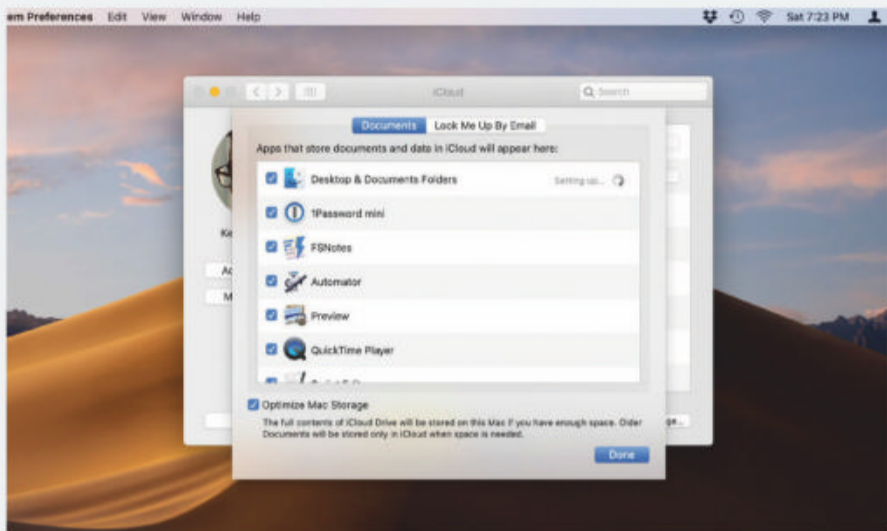 em Preferences Edit View Window Help Sat 7:23 PM
iCloud Search
Documents Look Me Up By Email
Apps that store documents and data in iCloud will appear here:
Desktop & Documents Folders Setting up...
1Password mini
FSNotes
Automator
Preview
QuickTime Player
Optimize Mac Storage
The full contents of iCloud Drive will be stored on this Mac if you have enough space. Older
Documents will be stored only in iCloud when space is needed.
Done